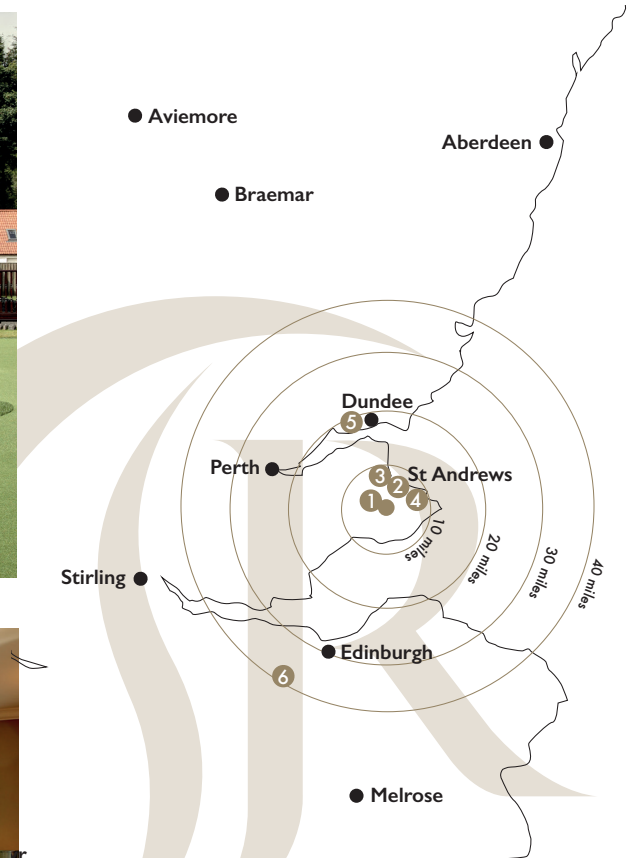 Aviemore
Aberdeen
Braemar
Dundee
5
Perth
St Andrews
3
2
1
4
10 miles
20 miles
30 miles
40 miles
Stirling
Edinburgh
6
Melrose